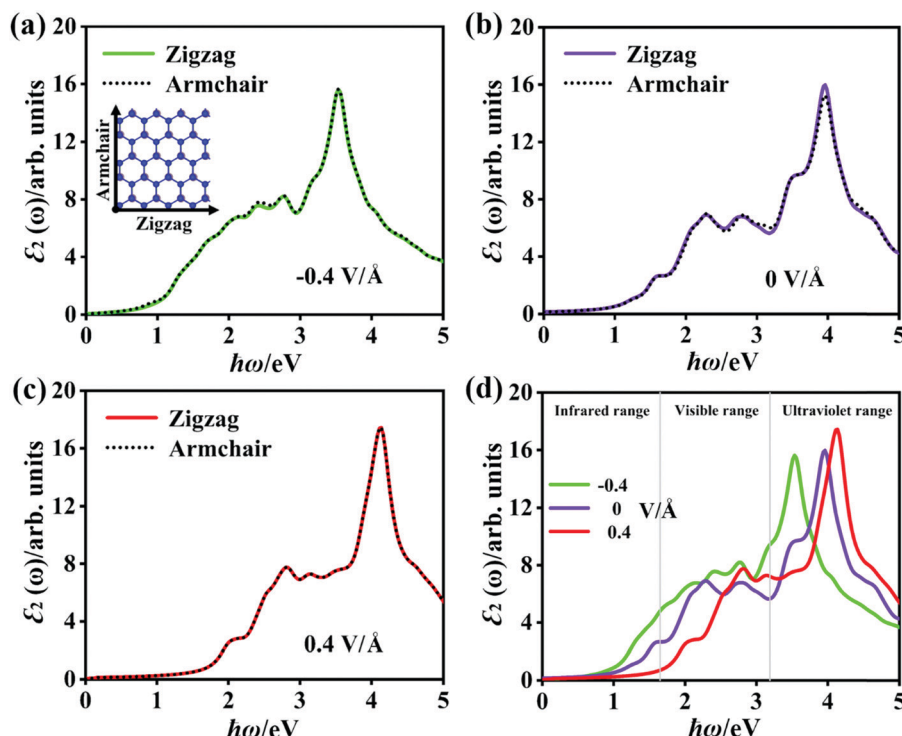 (a)
20
16
12
8
4
0
ℰ₂ (ω)/arb. units
Zigzag
Armchair
Armchair
Zigzag
-0.4 V/Å
0 1 2 3 4 5
ħω/eV
(b)
20
16
12
8
4
0
ℰ₂ (ω)/arb. units
Zigzag
Armchair
0 V/Å
0 1 2 3 4 5
ħω/eV
(c)
20
16
12
8
4
0
ℰ₂ (ω)/arb. units
Zigzag
Armchair
0.4 V/Å
0 1 2 3 4 5
ħω/eV
(d)
20
16
12
8
4
0
ℰ₂ (ω)/arb. units
Infrared range Visible range Ultraviolet range
-0.4
0 V/Å
0.4
0 1 2 3 4 5
ħω/eV